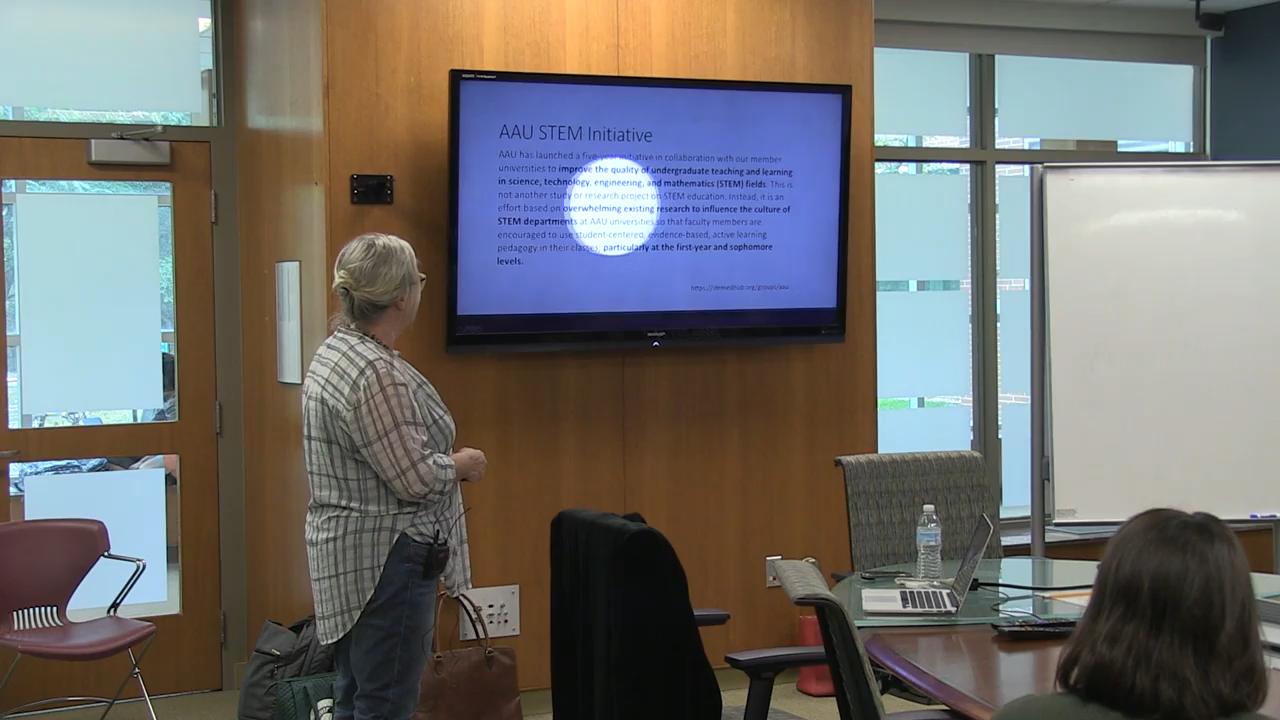 AAU STEM Initiative
AAU has launched a five-year initiative in collaboration with our member
universities to improve the quality of undergraduate teaching and learning
in science, technology, engineering, and mathematics (STEM) fields. This is
not another study or research project on STEM education. Instead, it is an
effort based on overwhelming existing research to influence the culture of
STEM departments at AAU universities so that faculty members are
encouraged to use student-centered, evidence-based, active learning
pedagogy in their classes, particularly at the first-year and sophomore
levels.